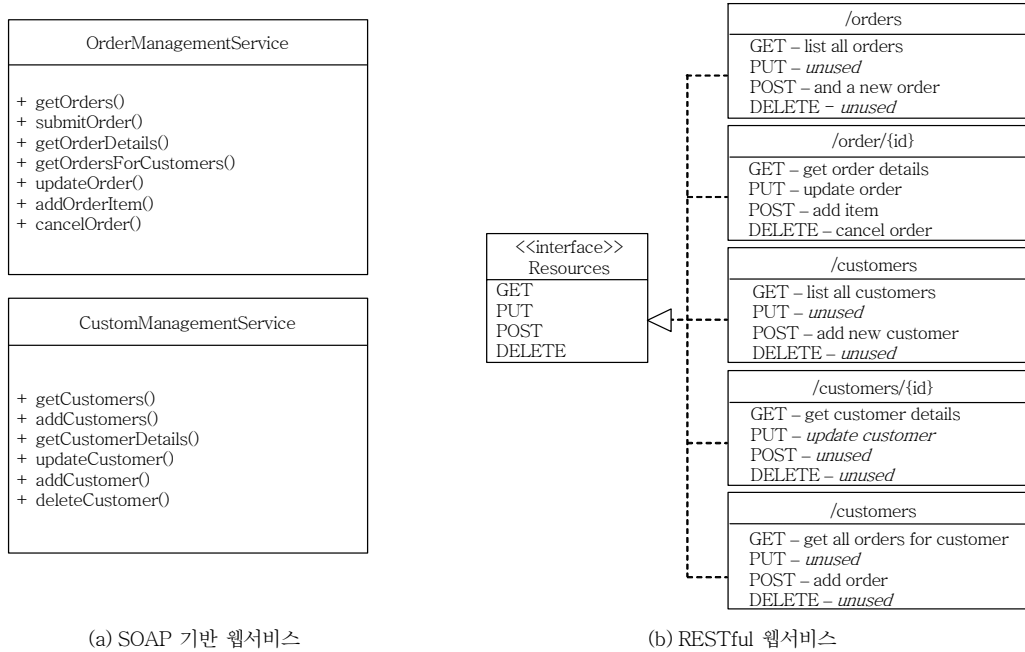 OrderManagementService
+ getOrders()
+ submitOrder()
+ getOrderDetails()
+ getOrdersForCustomers()
+ updateOrder()
+ addOrderItem()
+ cancelOrder()
CustomManagementService
+ getCustomers()
+ addCustomers()
+ getCustomerDetails()
+ updateCustomer()
+ addCustomer()
+ deleteCustomer()
(a) SOAP 기반 웹서비스
<<interface>>
Resources
GET
PUT
POST
DELETE
/orders
GET – list all orders
PUT – unused
POST – and a new order
DELETE – unused
/order/{id}
GET – get order details
PUT – update order
POST – add item
DELETE – cancel order
/customers
GET – list all customers
PUT – unused
POST – add new customer
DELETE – unused
/customers/{id}
GET – get customer details
PUT – update customer
POST – unused
DELETE – unused
/customers
GET – get all orders for customer
PUT – unused
POST – add order
DELETE – unused
(b) RESTful 웹서비스